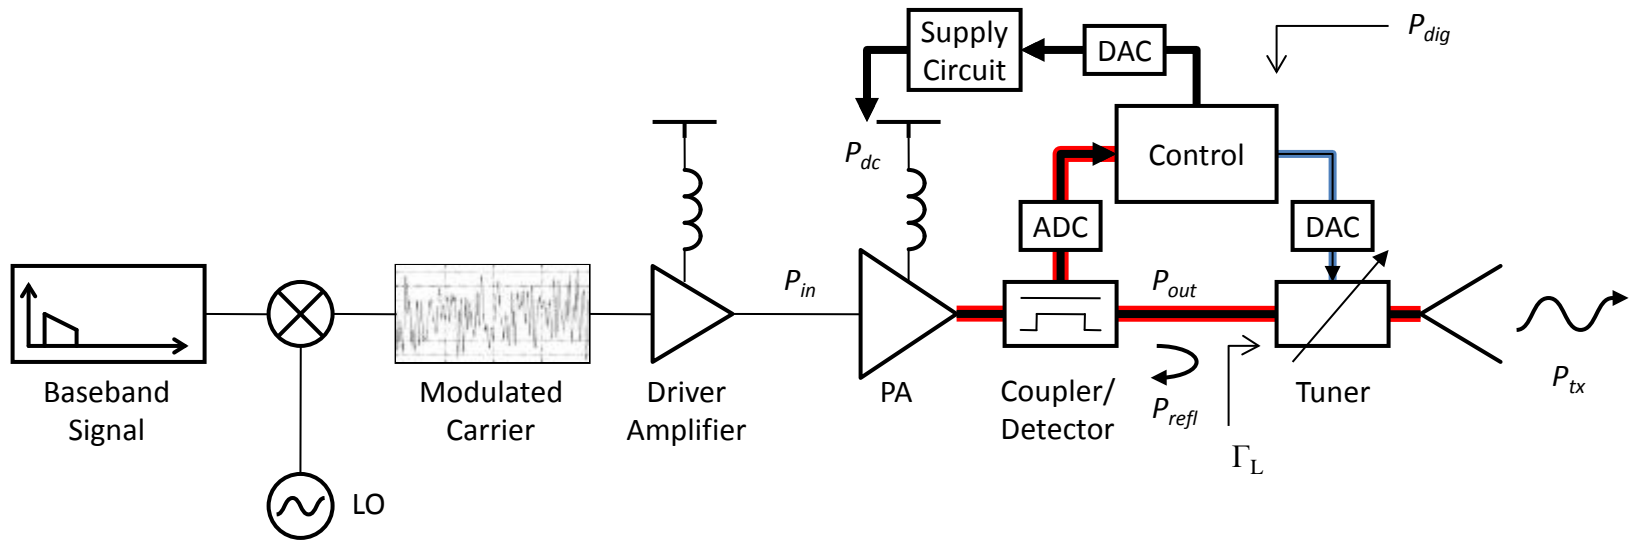 Supply
Circuit
DAC
P_dig
P_dc
Control
ADC
DAC
P_in
P_out
Baseband
Signal
Modulated
Carrier
Driver
Amplifier
PA
Coupler/
Detector
P_refl
Tuner
P_tx
Γ_L
LO